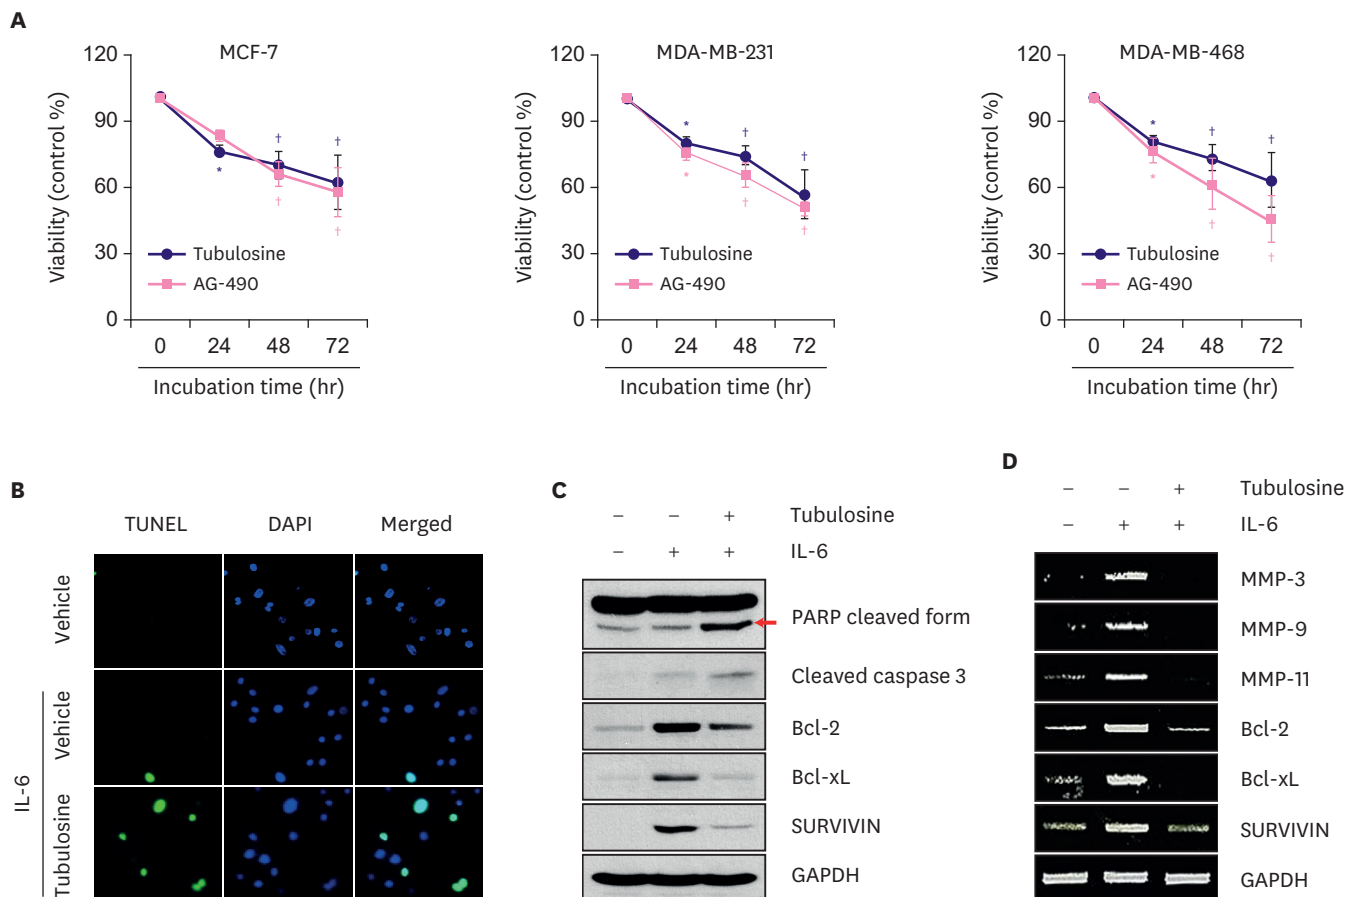 A
MCF-7
120
90
60
30
0
Viability (control %)
*
†
†
†
†
Tubulosine
AG-490
0 24 48 72
Incubation time (hr)
MDA-MB-231
120
90
60
30
0
Viability (control %)
*
†
†
*
†
†
Tubulosine
AG-490
0 24 48 72
Incubation time (hr)
MDA-MB-468
120
90
60
30
0
Viability (control %)
*
†
†
*
†
†
Tubulosine
AG-490
0 24 48 72
Incubation time (hr)
B
TUNEL DAPI Merged
Vehicle
IL-6
Vehicle
Tubulosine
C
– – + Tubulosine
– + + IL-6
PARP cleaved form
Cleaved caspase 3
Bcl-2
Bcl-xL
SURVIVIN
GAPDH
D
– – + Tubulosine
– + + IL-6
MMP-3
MMP-9
MMP-11
Bcl-2
Bcl-xL
SURVIVIN
GAPDH